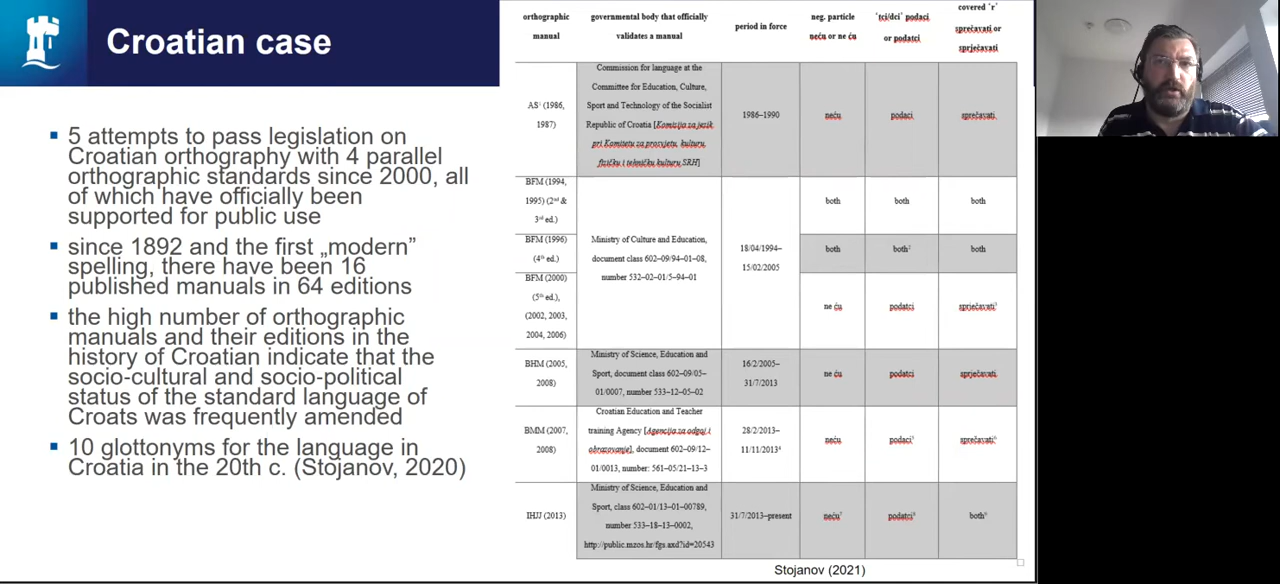 Croatian case
▪ 5 attempts to pass legislation on
Croatian orthography with 4 parallel
orthographic standards since 2000, all
of which have officially been
supported for public use
▪ since 1892 and the first „modern”
spelling, there have been 16
published manuals in 64 editions
▪ the high number of orthographic
manuals and their editions in the
history of Croatian indicate that the
socio-cultural and socio-political
status of the standard language of
Croats was frequently amended
▪ 10 glottonyms for the language in
Croatia in the 20th c. (Stojanov, 2020)
orthographic
manual
governmental body that officially
validates a manual
period in force
neg. particle
neću or ne ću
'tci/dci' podaci
or podatci
covered 'r'
sprečavati or
sprječavati
AS¹ (1986,
1987)
Commission for language at the
Committee for Education, Culture,
Sport and Technology of the Socialist
Republic of Croatia [Komisija za jezik
pri Komitetu za prosvjetu, kulturu,
fizičku i tehničku kulturu SRH]
1986–1990
neću
podaci
sprečavati
BFM (1994,
1995) (2nd &
3rd ed.)
both
both
both
BFM (1996)
(4th ed.)
Ministry of Culture and Education,
document class 602-09/94-01-08,
number 532-02-01/5-94-01
18/04/1994–
15/02/2005
both
both²
both
BFM (2000)
(5th ed.),
(2002, 2003,
2004, 2006)
ne ću
podatci
sprječavati³
BHM (2005,
2008)
Ministry of Science, Education and
Sport, document class 602-09/05-
01/0007, number 533-12-05-02
16/2/2005–
31/7/2013
ne ću
podatci
sprječavati
BMM (2007,
2008)
Croatian Education and Teacher
training Agency [Agencija za odgoj i
obrazovanje], document 602-09/12-
01/0013, number: 561-05/21-13-3
28/2/2013–
11/11/2013⁴
neću
podaci⁵
sprečavati⁶
IHJJ (2013)
Ministry of Science, Education and
Sport, class 602-01/13-01-00789,
number 533-18-13-0002,
http://public.mzos.hr/fgs.axd?id=20543
31/7/2013–present
neću⁷
podatci⁸
both⁹
Stojanov (2021)